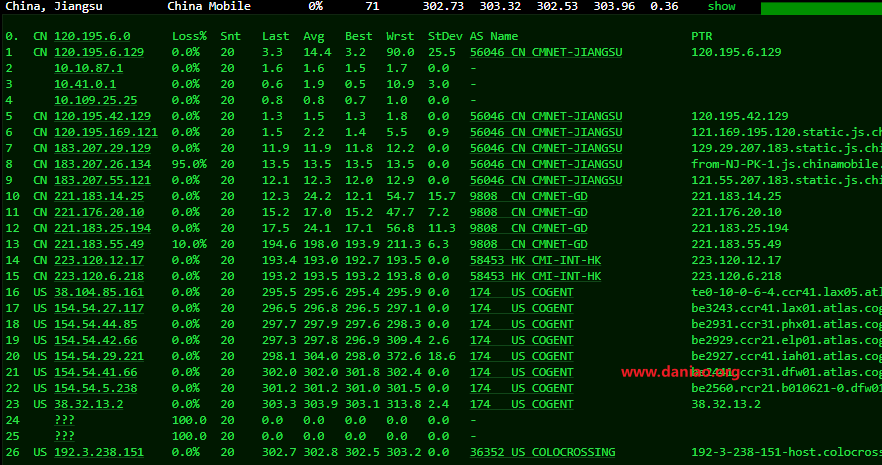 China, Jiangsu China Mobile 0% 71 302.73 303.32 302.53 303.96 0.36 show
0. CN 120.195.6.0 Loss% Snt Last Avg Best Wrst StDev AS Name PTR
1 CN 120.195.6.129 0.0% 20 3.3 14.4 3.2 90.0 25.5 56046 CN CMNET-JIANGSU 120.195.6.129
2 10.10.87.1 0.0% 20 1.6 1.6 1.5 1.7 0.0 -
3 10.41.0.1 0.0% 20 0.6 1.9 0.5 10.9 3.0 -
4 10.109.25.25 0.0% 20 0.8 0.8 0.7 1.0 0.0 -
5 CN 120.195.42.129 0.0% 20 1.3 1.5 1.3 1.8 0.0 56046 CN CMNET-JIANGSU 120.195.42.129
6 CN 120.195.169.121 0.0% 20 1.5 2.2 1.4 5.5 0.9 56046 CN CMNET-JIANGSU 121.169.195.120.static.js.ch
7 CN 183.207.29.129 0.0% 20 11.9 11.9 11.8 12.2 0.0 56046 CN CMNET-JIANGSU 129.29.207.183.static.js.chi
8 CN 183.207.26.134 95.0% 20 13.5 13.5 13.5 13.5 0.0 56046 CN CMNET-JIANGSU from-NJ-PK-1.js.chinamobile.
9 CN 183.207.55.121 0.0% 20 12.1 12.3 12.0 12.9 0.0 56046 CN CMNET-JIANGSU 121.55.207.183.static.js.chi
10 CN 221.183.14.25 0.0% 20 12.3 24.2 12.1 54.7 15.7 9808 CN CMNET-GD 221.183.14.25
11 CN 221.176.20.10 0.0% 20 15.2 17.0 15.2 47.7 7.2 9808 CN CMNET-GD 221.176.20.10
12 CN 221.183.25.194 0.0% 20 17.5 24.1 17.1 56.8 11.3 9808 CN CMNET-GD 221.183.25.194
13 CN 221.183.55.49 10.0% 20 194.6 198.0 193.9 211.3 6.3 9808 CN CMNET-GD 221.183.55.49
14 CN 223.120.12.17 0.0% 20 193.4 193.0 192.7 193.5 0.0 58453 HK CMI-INT-HK 223.120.12.17
15 CN 223.120.6.218 0.0% 20 193.2 193.5 193.2 193.8 0.0 58453 HK CMI-INT-HK 223.120.6.218
16 US 38.104.85.161 0.0% 20 295.5 295.6 295.4 295.9 0.0 174 US COGENT te0-10-0-6-4.ccr41.lax05.atl
17 US 154.54.27.117 0.0% 20 296.5 296.8 296.5 297.1 0.0 174 US COGENT be3243.ccr41.lax01.atlas.cog
18 US 154.54.44.85 0.0% 20 297.7 297.9 297.6 298.3 0.0 174 US COGENT be2931.ccr31.phx01.atlas.cog
19 US 154.54.42.66 0.0% 20 297.3 297.8 296.9 309.4 2.6 174 US COGENT be2929.ccr21.elp01.atlas.cog
20 US 154.54.29.221 0.0% 20 298.1 304.0 298.0 372.6 18.6 174 US COGENT be2927.ccr41.iah01.atlas.cog
21 US 154.54.41.66 0.0% 20 302.0 302.0 301.8 302.4 0.0 174 US COGENT be2441.ccr31.dfw01.atlas.cog
www.daniao.org
22 US 154.54.5.238 0.0% 20 301.2 301.2 301.0 301.5 0.0 174 US COGENT be2560.rcr21.b010621-0.dfw01
23 US 38.32.13.2 0.0% 20 303.3 303.9 303.1 313.8 2.4 174 US COGENT 38.32.13.2
24 ??? 100.0 20 0.0 0.0 0.0 0.0 0.0 -
25 ??? 100.0 20 0.0 0.0 0.0 0.0 0.0 -
26 US 192.3.238.151 0.0% 20 302.7 302.8 302.5 303.2 0.0 36352 US COLOCROSSING 192-3-238-151-host.colocross